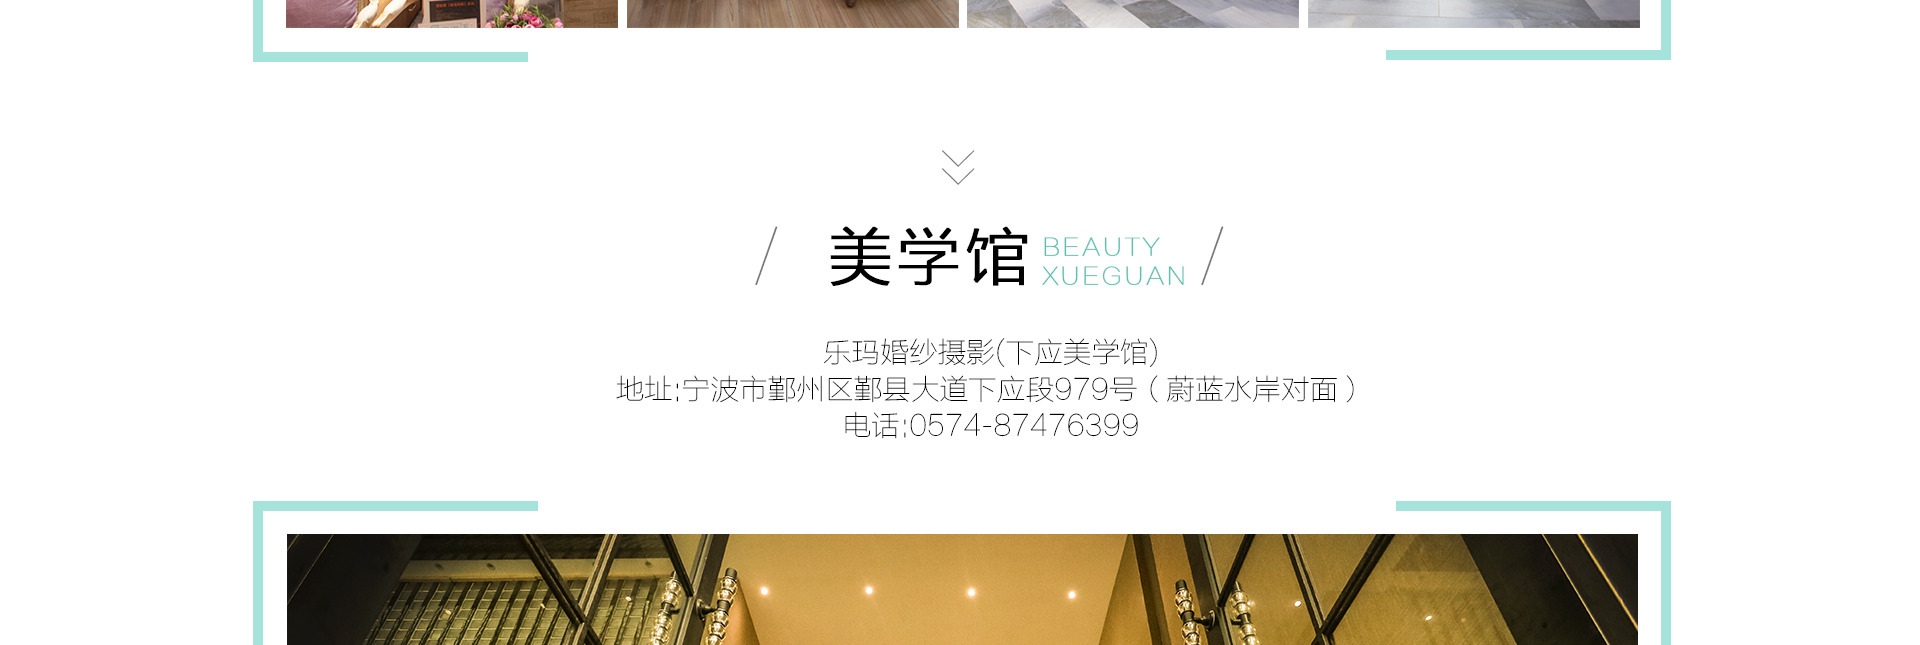 美学馆
BEAUTY
XUEGUAN
乐玛婚纱摄影(下应美学馆)
地址:宁波市鄞州区鄞县大道下应段979号（蔚蓝水岸对面）
电话:0574-87476399